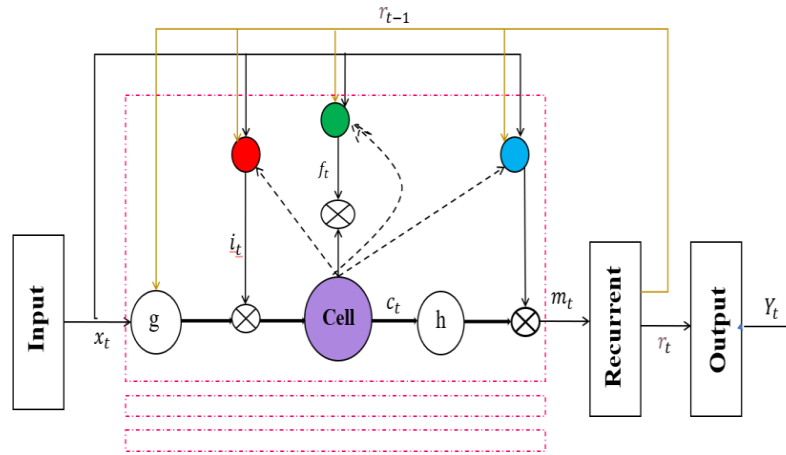 r_{t-1}
f_t
i_t
Input
x_t
g
Cell
c_t
h
m_t
Recurrent
r_t
Output
Y_t